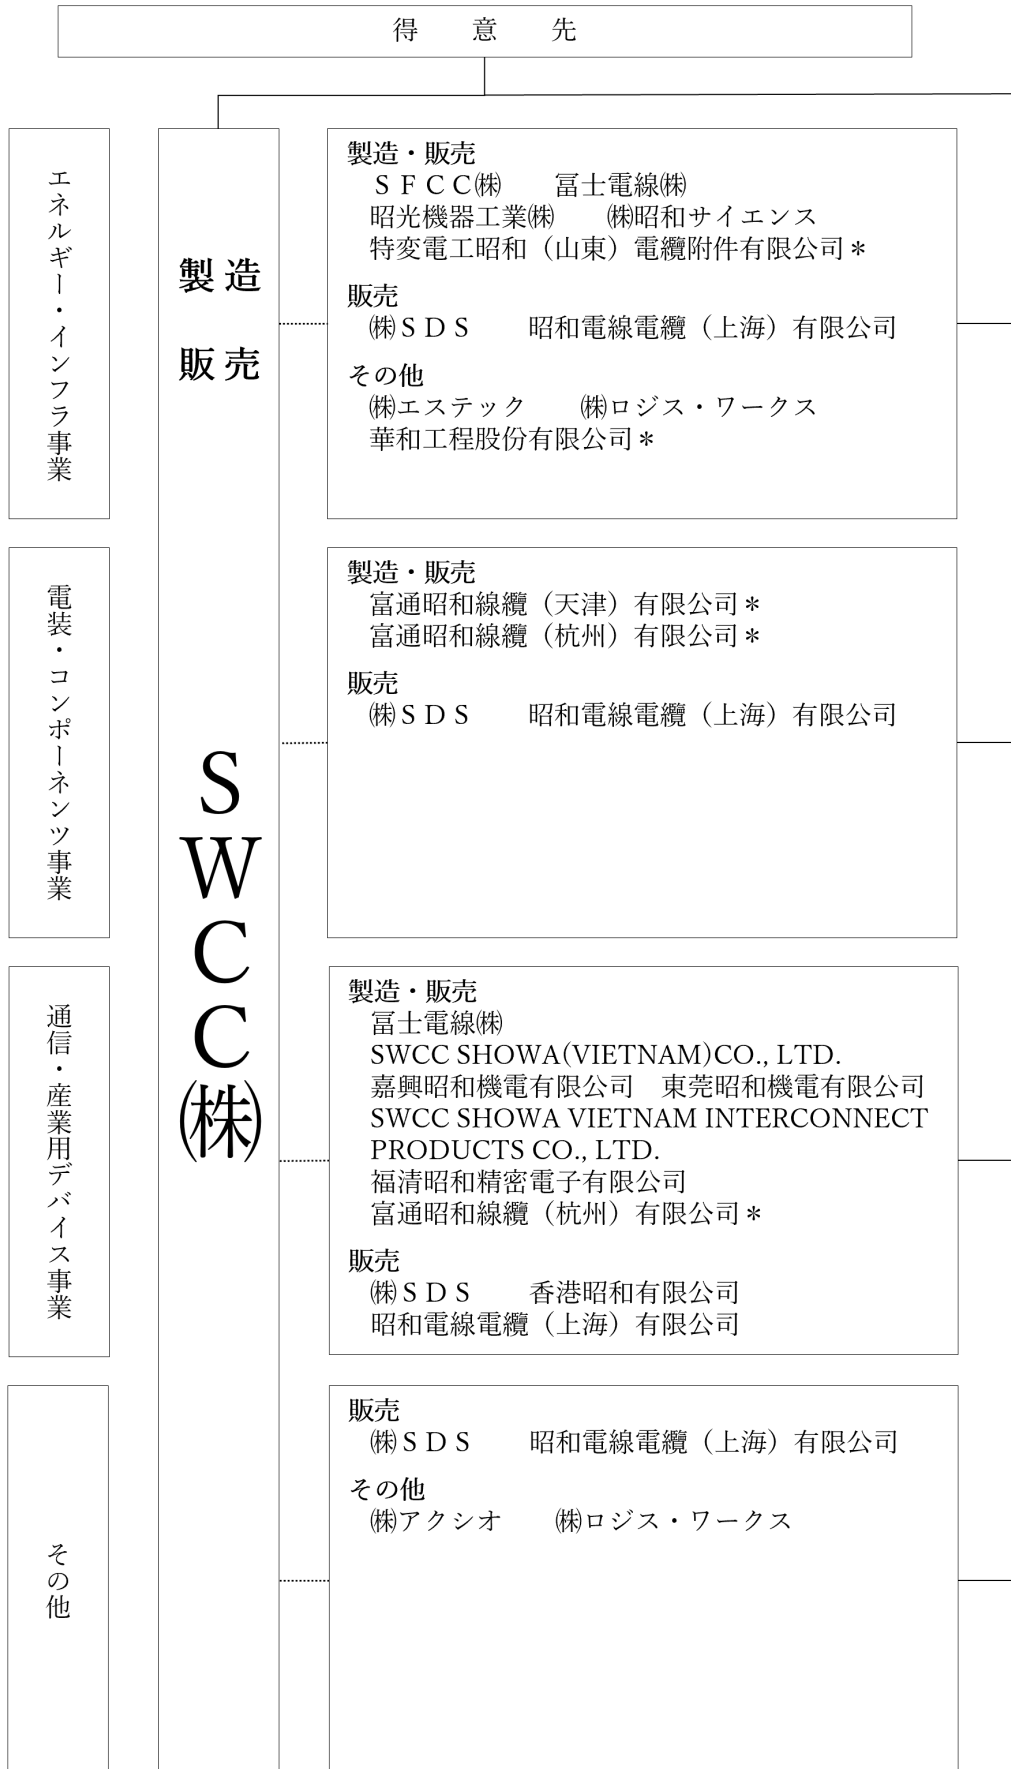 得　意　先
エネルギー・インフラ事業
製造
販売
SWCC㈱
製造・販売
ＳＦＣＣ㈱　　冨士電線㈱
昭光機器工業㈱　　㈱昭和サイエンス
特変電工昭和（山東）電纜附件有限公司＊
販売
㈱ＳＤＳ　　昭和電線電纜（上海）有限公司
その他
㈱エステック　　㈱ロジス・ワークス
華和工程股份有限公司＊
電装・コンポーネンツ事業
製造・販売
富通昭和線纜（天津）有限公司＊
富通昭和線纜（杭州）有限公司＊
販売
㈱ＳＤＳ　　昭和電線電纜（上海）有限公司
通信・産業用デバイス事業
製造・販売
冨士電線㈱
SWCC SHOWA(VIETNAM)CO., LTD.
嘉興昭和機電有限公司　東莞昭和機電有限公司
SWCC SHOWA VIETNAM INTERCONNECT
PRODUCTS CO., LTD.
福清昭和精密電子有限公司
富通昭和線纜（杭州）有限公司＊
販売
㈱ＳＤＳ　　香港昭和有限公司
昭和電線電纜（上海）有限公司
その他
販売
㈱ＳＤＳ　　昭和電線電纜（上海）有限公司
その他
㈱アクシオ　　㈱ロジス・ワークス